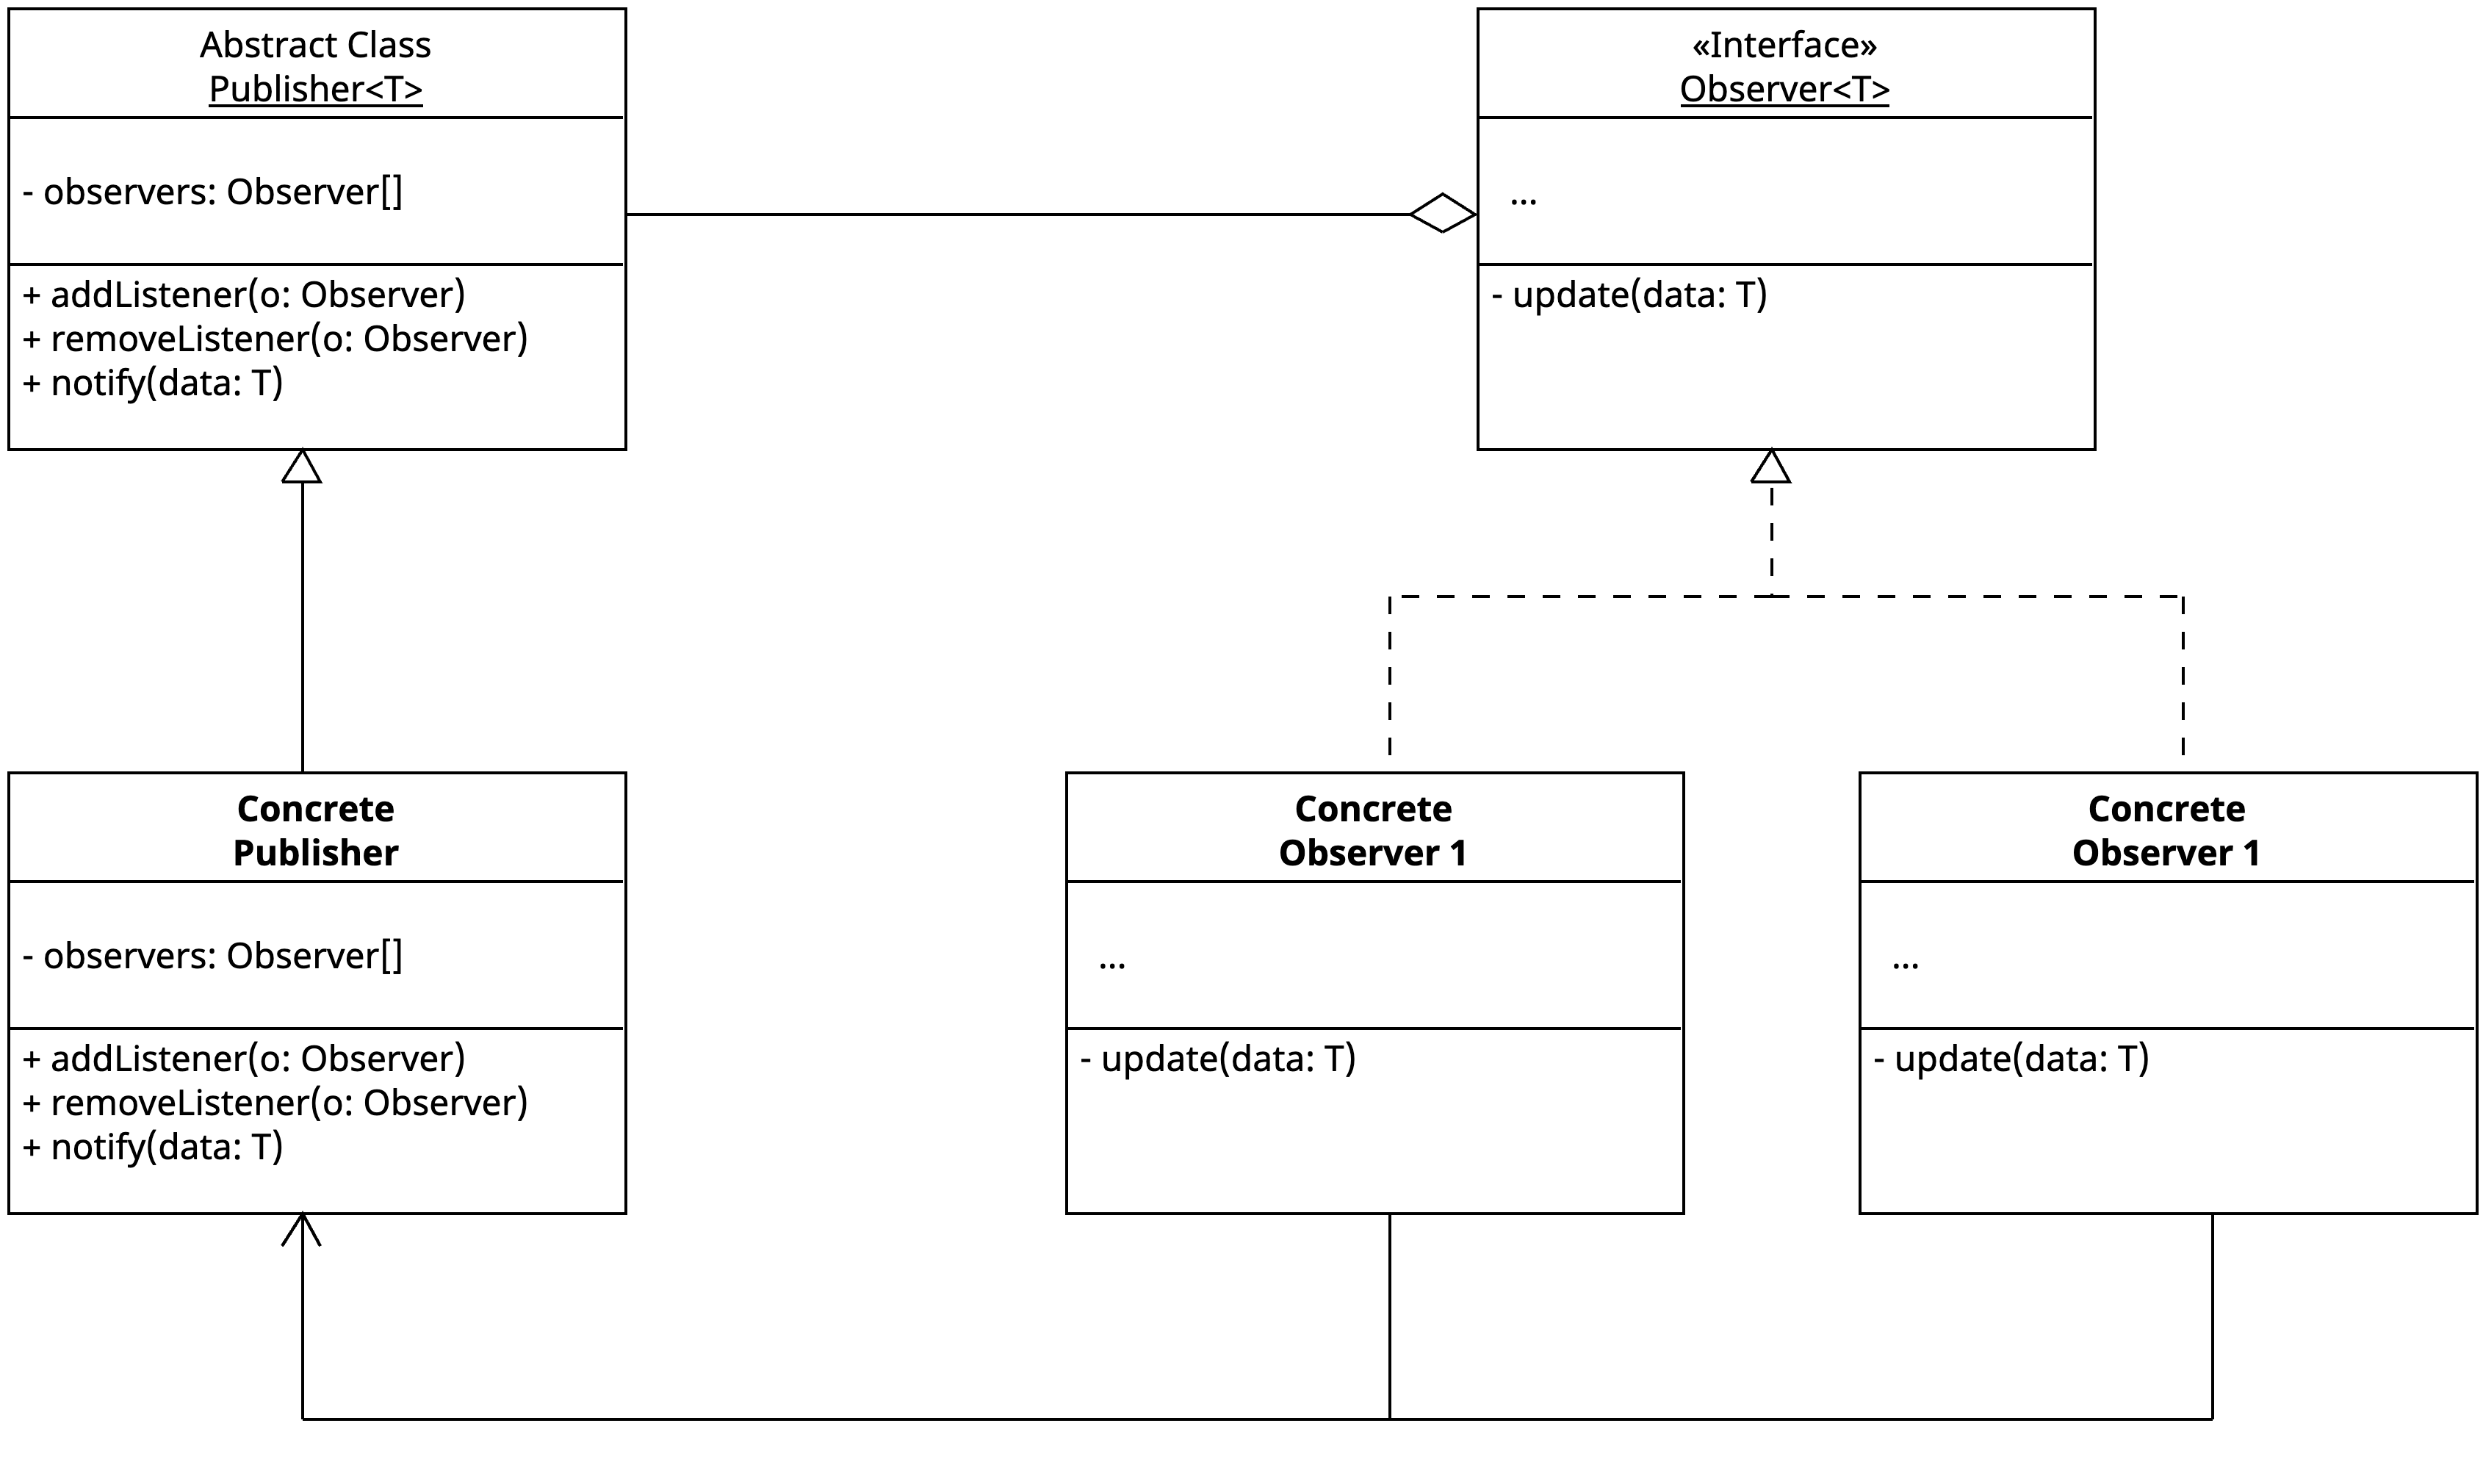 Abstract Class
Publisher<T>
- observers: Observer[]
+ addListener(o: Observer)
+ removeListener(o: Observer)
+ notify(data: T)
«Interface»
Observer<T>
...
- update(data: T)
Concrete
Publisher
- observers: Observer[]
+ addListener(o: Observer)
+ removeListener(o: Observer)
+ notify(data: T)
Concrete
Observer 1
...
- update(data: T)
Concrete
Observer 1
...
- update(data: T)